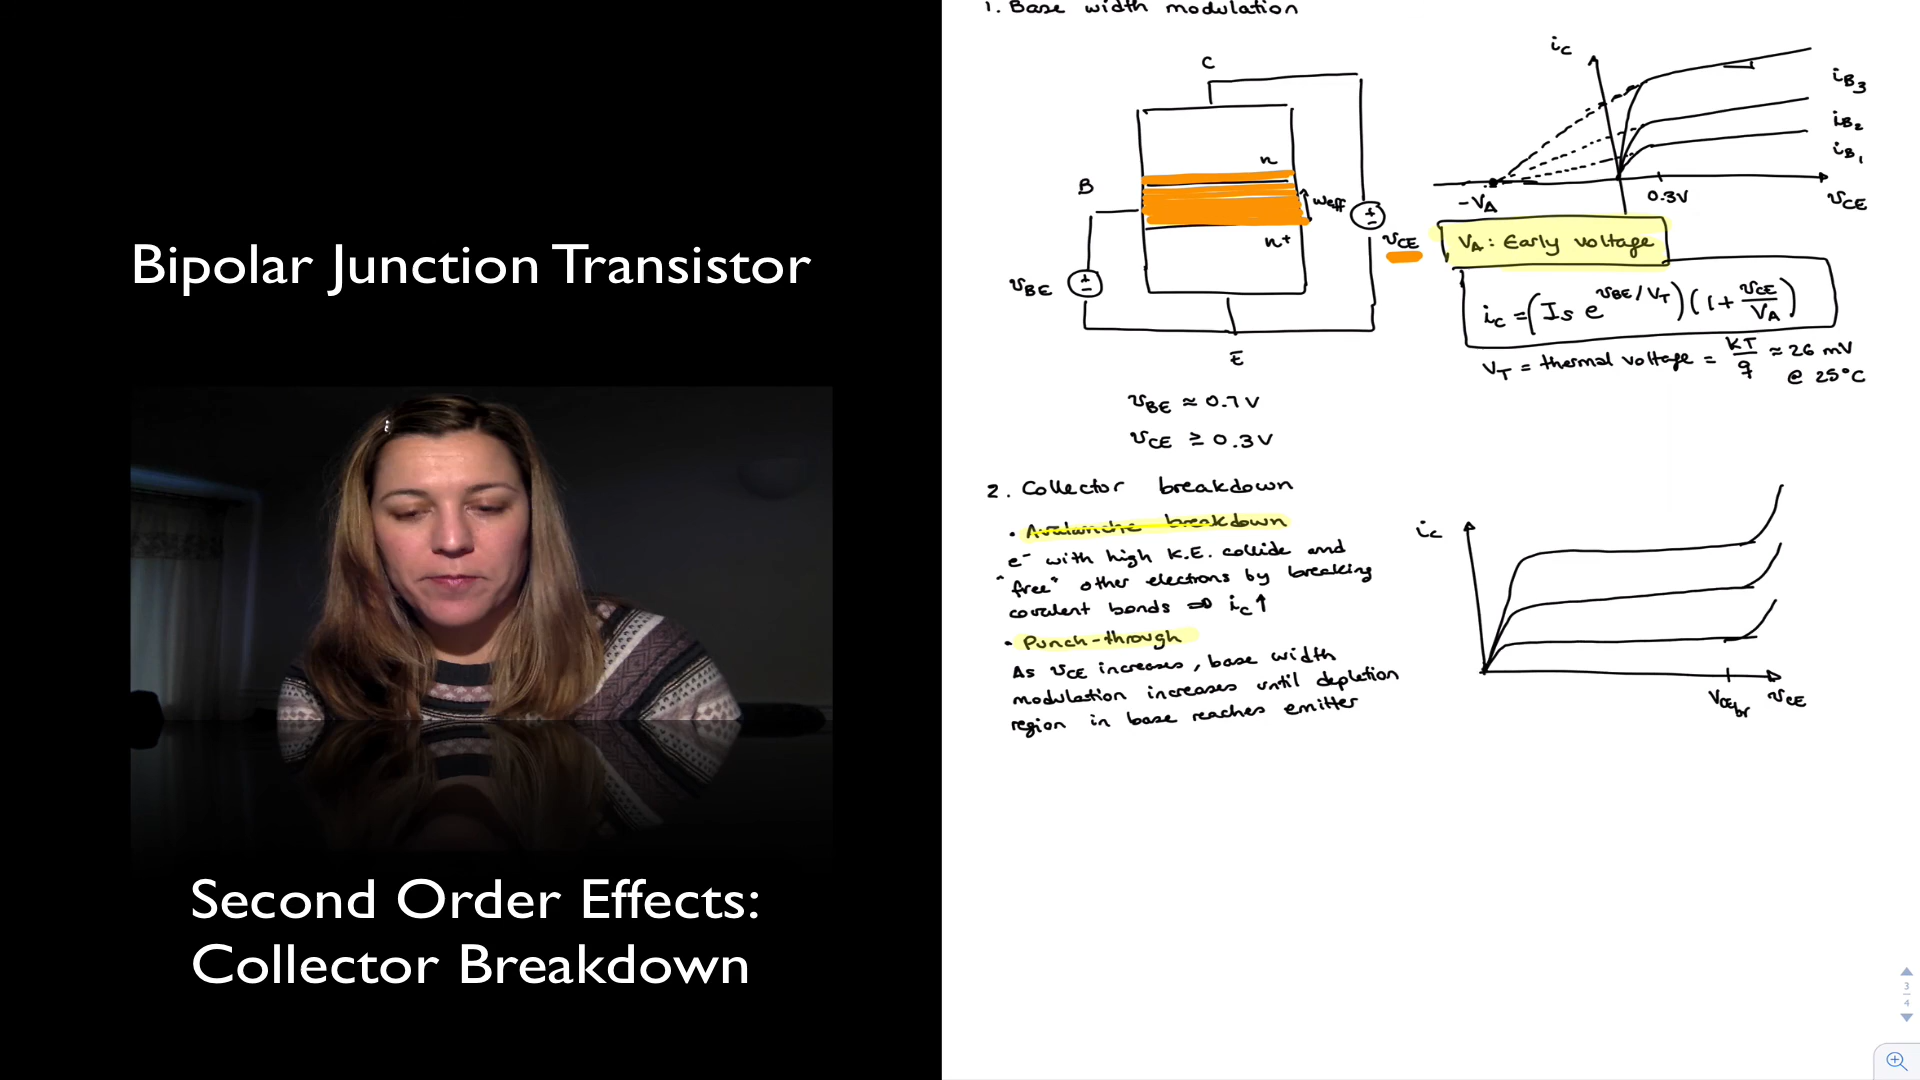 Bipolar Junction Transistor
Second Order Effects:
Collector Breakdown
1. Base width modulation
C
B
n
Weff
n+
VBE
VCE
E
VBE ≈ 0.7V
VCE ≥ 0.3V
iC
iB3
iB2
iB1
-VA
0.3V
VCE
VA: Early voltage
iC = (Is e^VBE/VT)(1 + VCE/VA)
VT = thermal voltage = KT/q ≈ 26 mV
@ 25°C
2. Collector breakdown
• Avalanche breakdown
e⁻ with high K.E. collide and
"free" other electrons by breaking
covalent bonds ⇒ iC↑
• Punch-through
As VCE increases, base width
modulation increases until depletion
region in base reaches emitter
iC
VCEbr
VCE
3
4